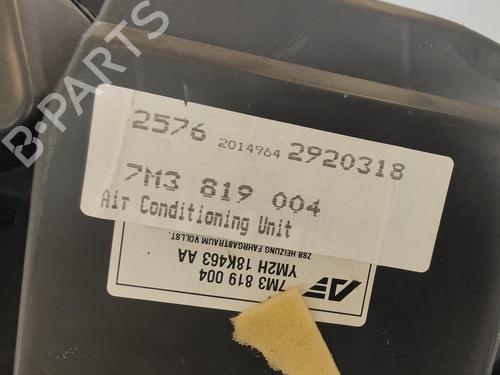 B-PARTS
2576 2014964 2920318
7M3 819 004
Air Conditioning Unit
ZSB HEIZUNG FAHRGASTRAUM VOLLST.
YM2H 18K463 AA
7M3 819 004